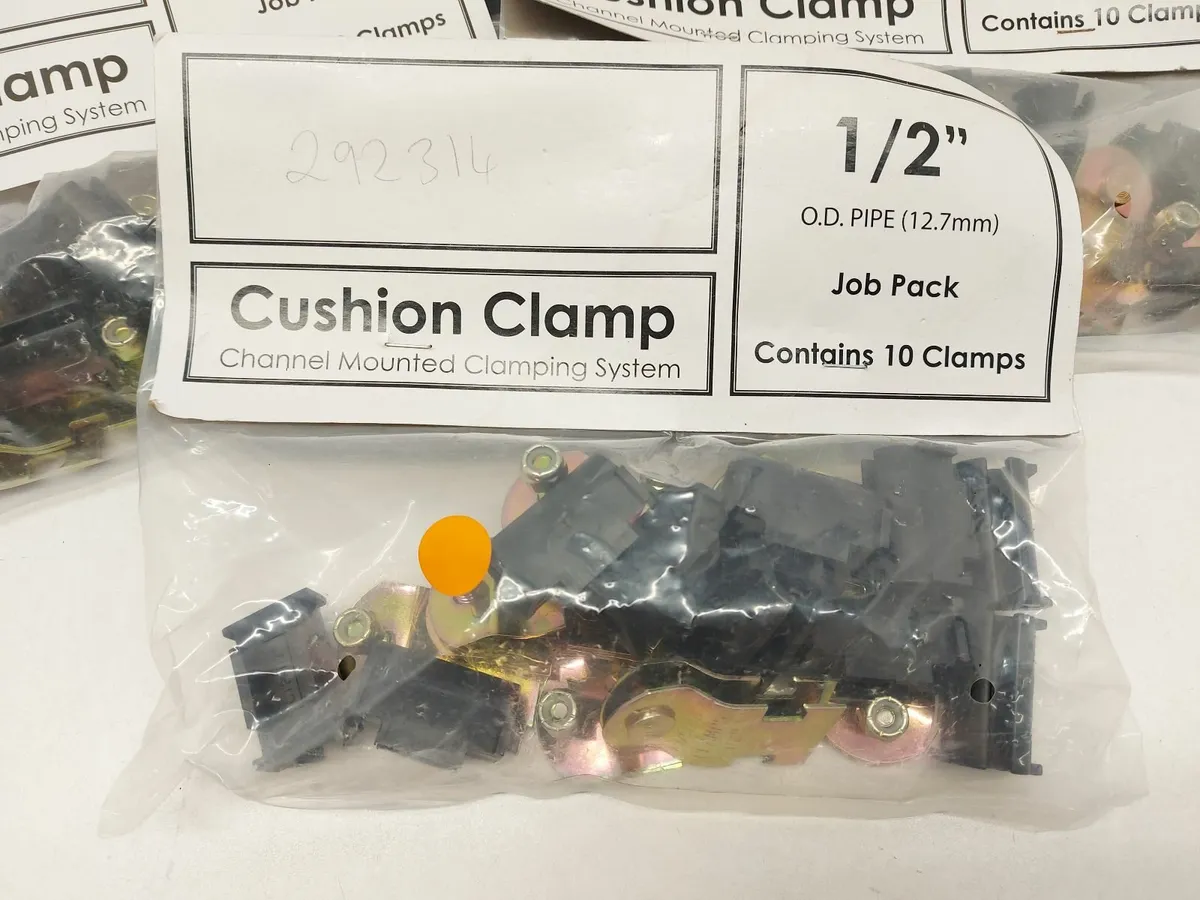 Job
Clamps
amp
ping System
Cushion Clamp
Channel Mounted Clamping System
Contains 10 Clamp
292314
1/2”
O.D. PIPE (12.7mm)
Job Pack
Contains 10 Clamps
Cushion Clamp
Channel Mounted Clamping System